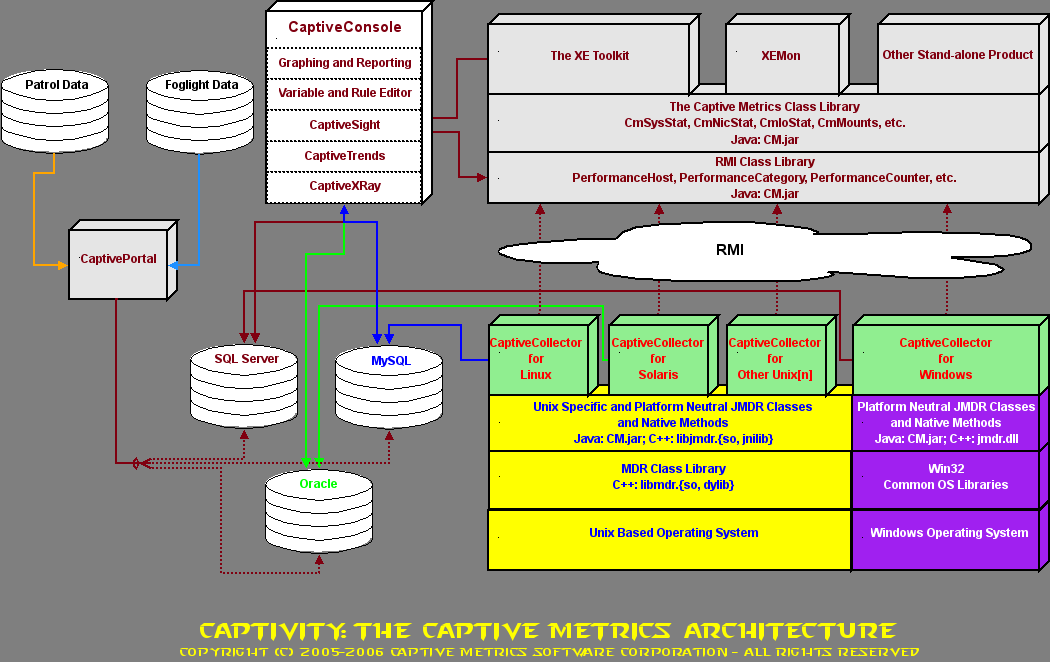 CaptiveConsole
Graphing and Reporting
Variable and Rule Editor
CaptiveSight
CaptiveTrends
CaptiveXRay
The XE Toolkit
XEMon
Other Stand-alone Product
The Captive Metrics Class Library
CmSysStat, CmNicStat, CmIoStat, CmMounts, etc.
Java: CM.jar
RMI Class Library
PerformanceHost, PerformanceCategory, PerformanceCounter, etc.
Java: CM.jar
Patrol Data
Foglight Data
CaptivePortal
RMI
SQL Server
MySQL
Oracle
CaptiveCollector
for
Linux
CaptiveCollector
for
Solaris
CaptiveCollector
for
Other Unix[n]
CaptiveCollector
for
Windows
Unix Specific and Platform Neutral JMDR Classes
and Native Methods
Java: CM.jar; C++: libjmdr.{so, jnilib}
Platform Neutral JMDR Classes
and Native Methods
Java: CM.jar; C++: jmdr.dll
MDR Class Library
C++: libmdr.{so, dylib}
Win32
Common OS Libraries
Unix Based Operating System
Windows Operating System
CAPTIVITY: THE CAPTIVE METRICS ARCHITECTURE
COPYRIGHT (C) 2005-2006 CAPTIVE METRICS SOFTWARE CORPORATION - ALL RIGHTS RESERVED